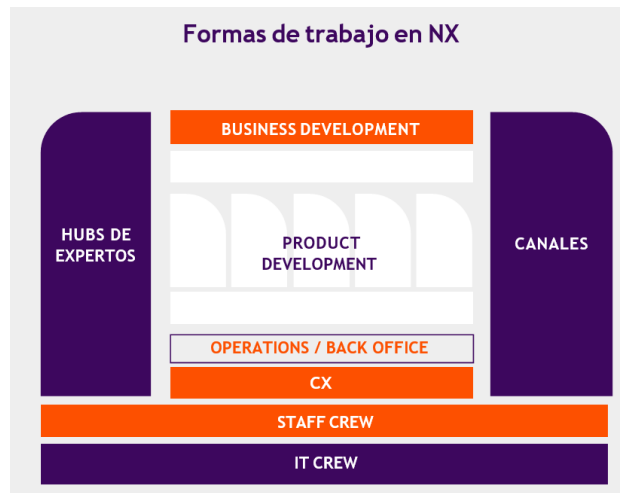 Formas de trabajo en NX
BUSINESS DEVELOPMENT
HUBS DE
EXPERTOS
PRODUCT
DEVELOPMENT
CANALES
OPERATIONS / BACK OFFICE
CX
STAFF CREW
IT CREW